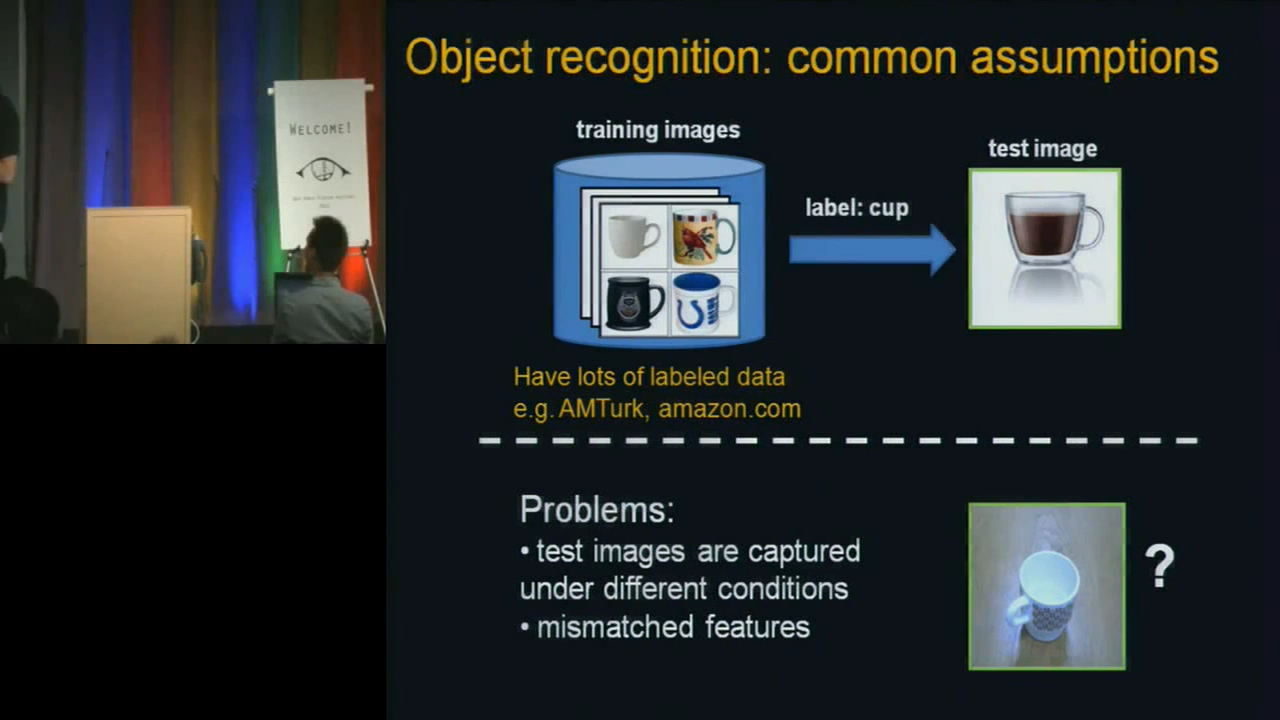 Object recognition: common assumptions
WELCOME!
training images
test image
label: cup
Have lots of labeled data
e.g. AMTurk, amazon.com
Problems:
• test images are captured
under different conditions
• mismatched features
?